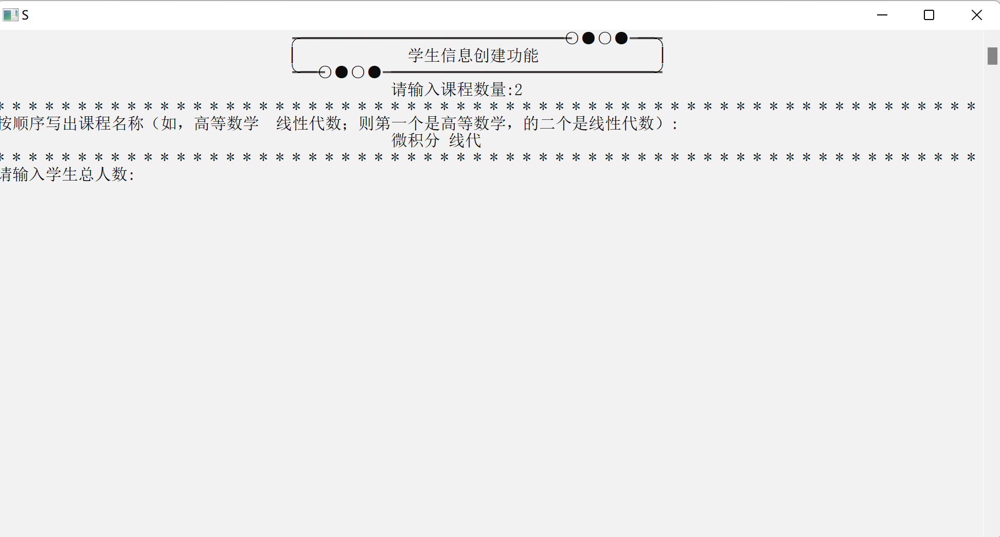 S
学生信息创建功能
请输入课程数量:2
* * * * * * * * * * * * * * * * * * * * * * * * * * * * * * * * * * * * * * * * * * * * * * * * * * * * * * * * * * * *
按顺序写出课程名称（如，高等数学　线性代数；则第一个是高等数学，的二个是线性代数）:
微积分 线代
* * * * * * * * * * * * * * * * * * * * * * * * * * * * * * * * * * * * * * * * * * * * * * * * * * * * * * * * * * * *
请输入学生总人数: